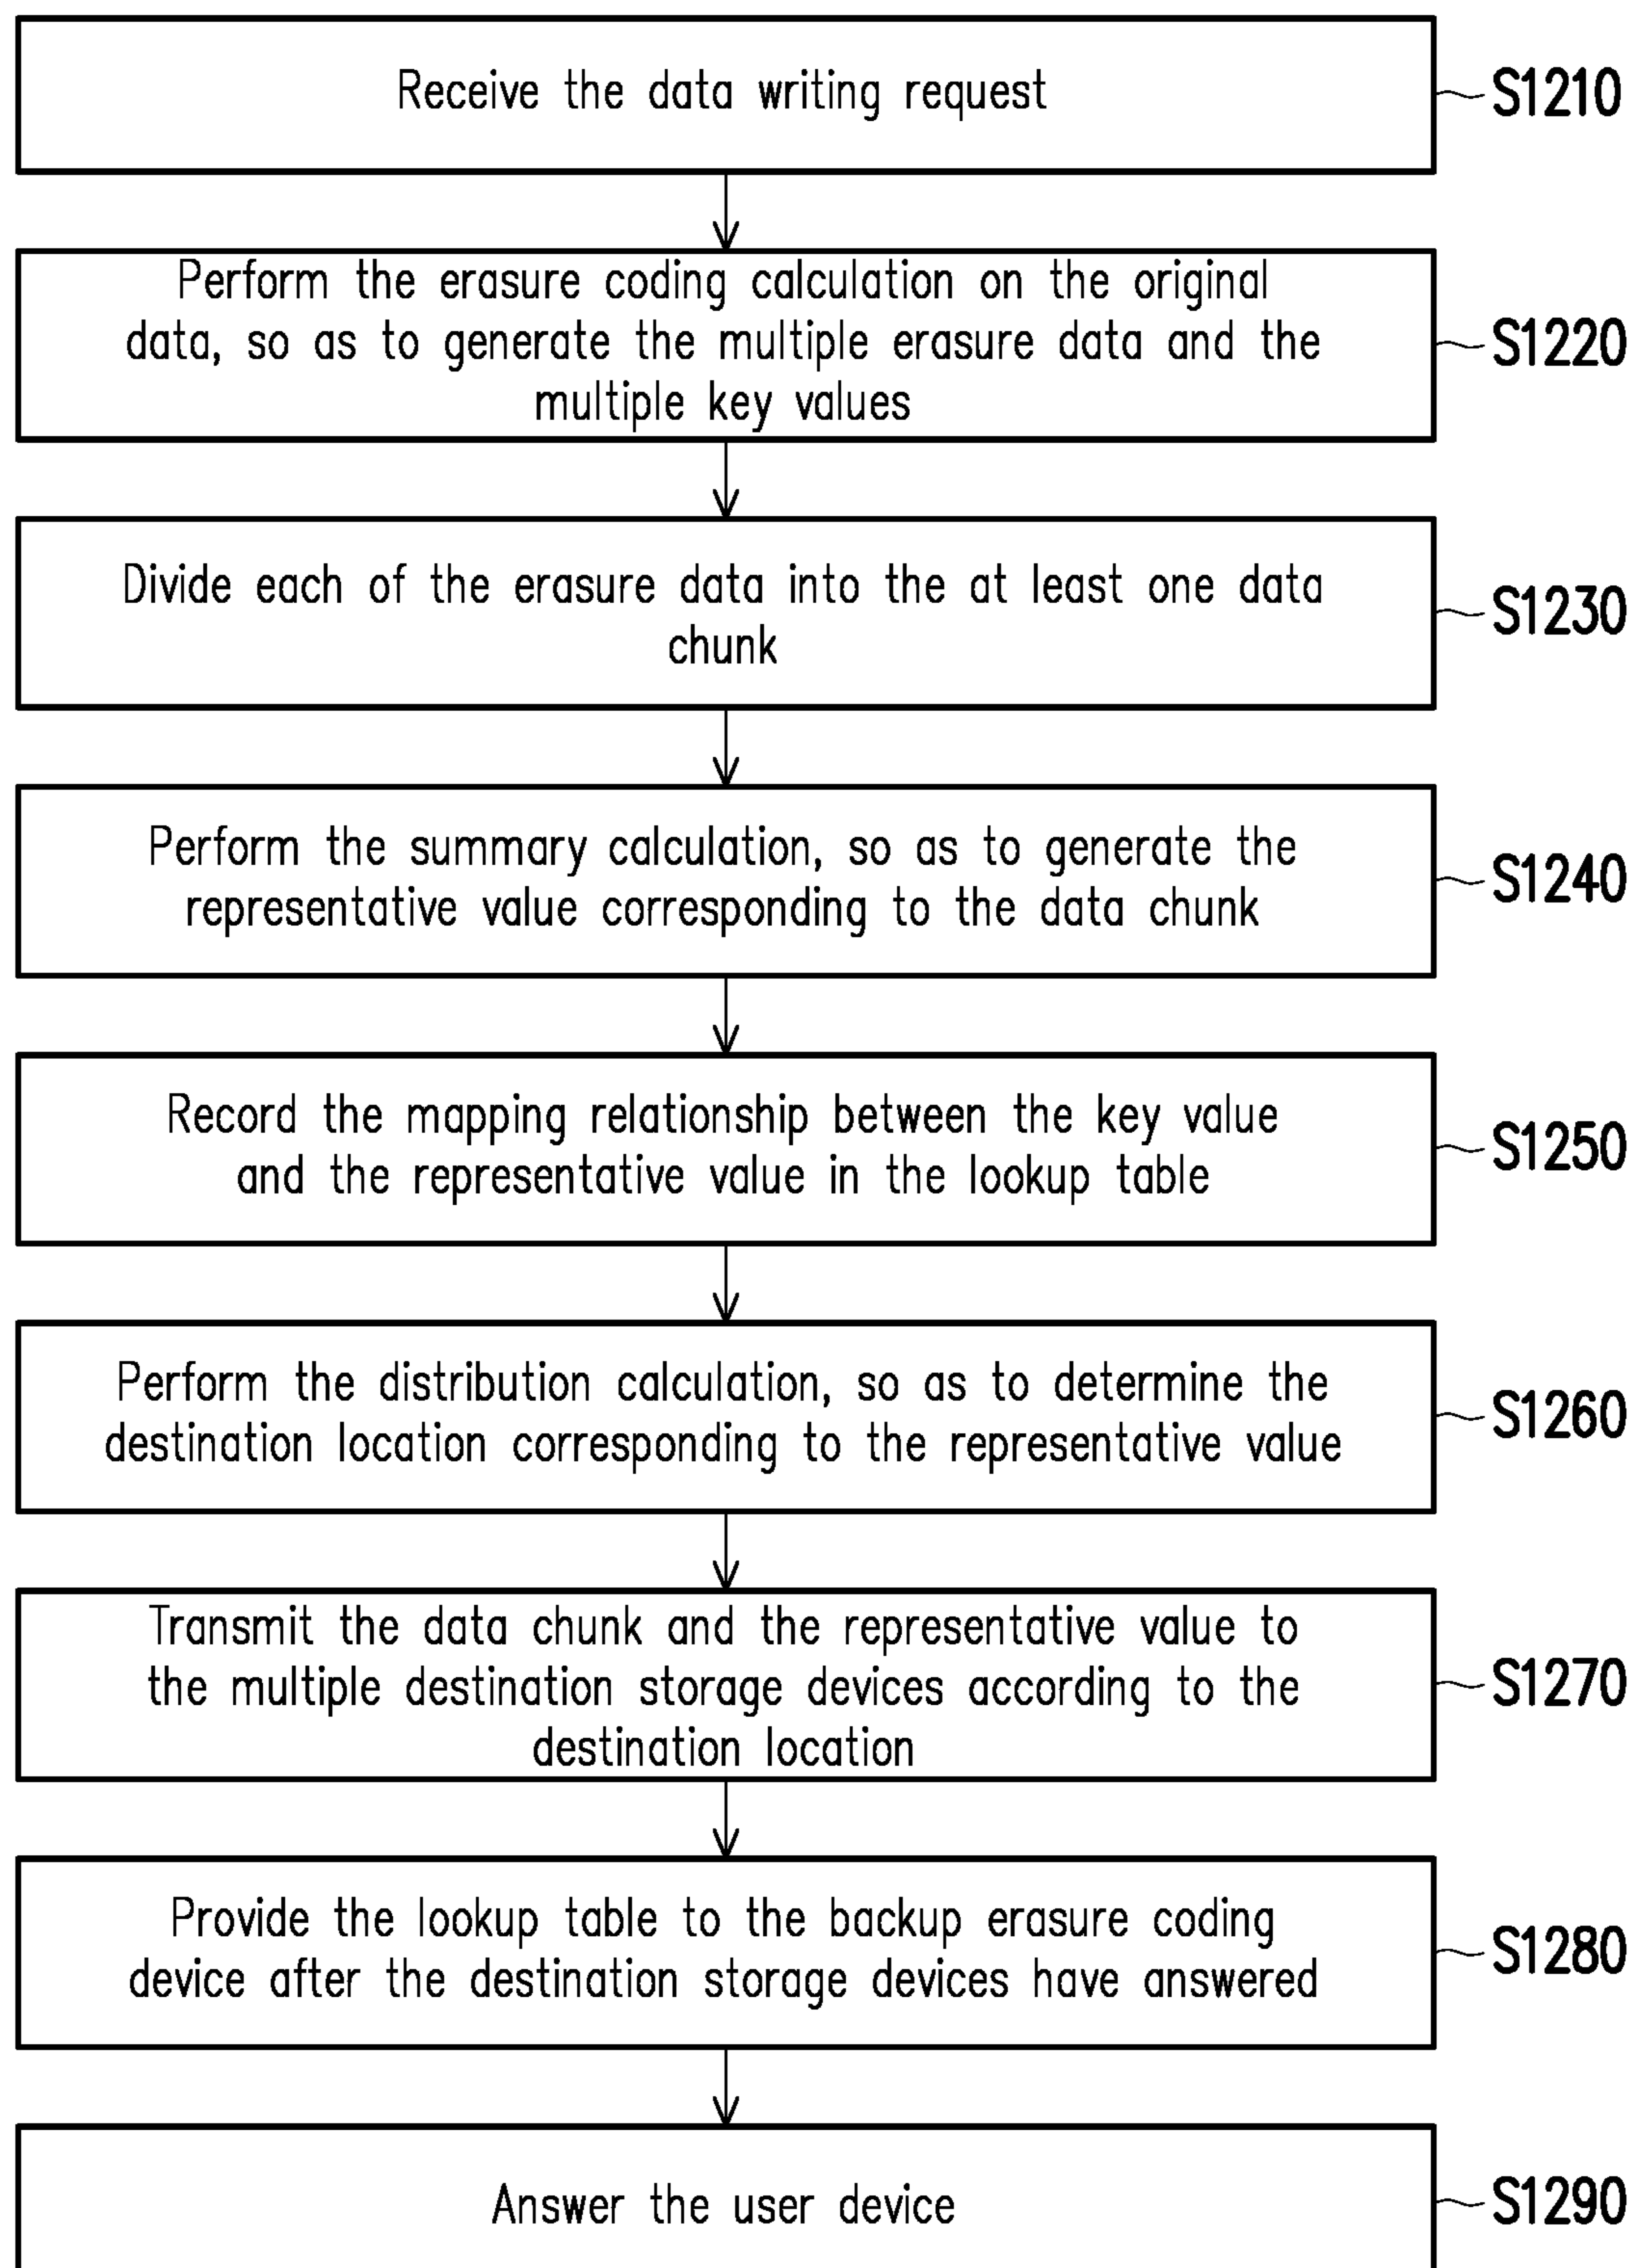 Receive the data writing request
S1210
Perform the erasure coding calculation on the original
data, so as to generate the multiple erasure data and the
multiple key values
S1220
Divide each of the erasure data into the at least one data
chunk
S1230
Perform the summary calculation, so as to generate the
representative value corresponding to the data chunk
S1240
Record the mapping relationship between the key value
and the representative value in the lookup table
S1250
Perform the distribution calculation, so as to determine the
destination location corresponding to the representative value
S1260
Transmit the data chunk and the representative value to
the multiple destination storage devices according to the
destination location
S1270
Provide the lookup table to the backup erasure coding
device after the destination storage devices have answered
S1280
Answer the user device
S1290